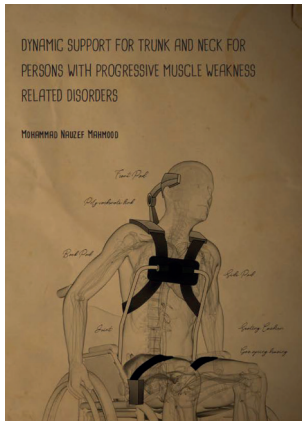 DYNAMIC SUPPORT FOR TRUNK AND NECK FOR
PERSONS WITH PROGRESSIVE MUSCLE WEAKNESS
RELATED DISORDERS
MOHAMMAD NAUZEF MAHMOOD
Front Pad
Back Pad
Side Pad
Seating Cushion